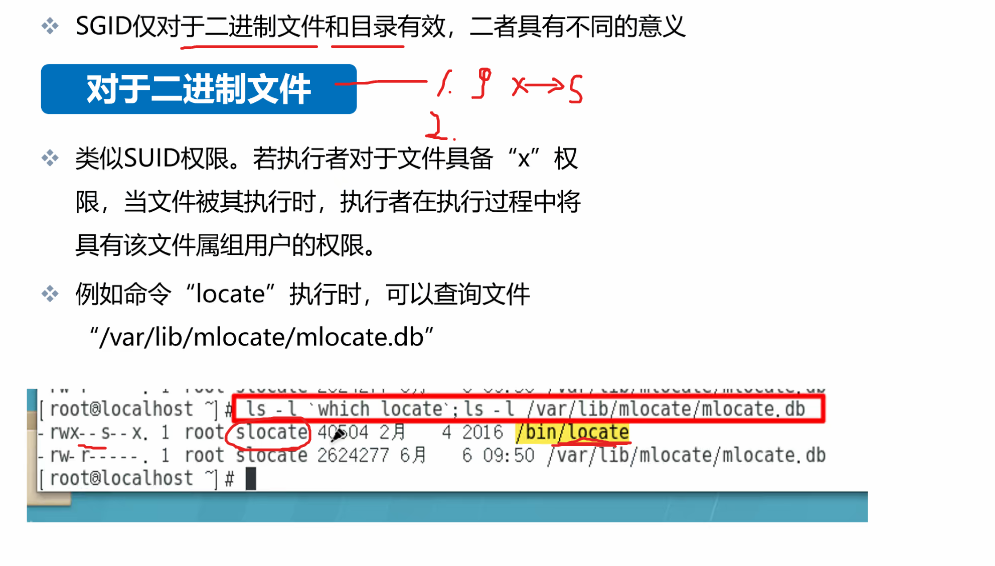 SGID仅对于二进制文件和目录有效，二者具有不同的意义
对于二进制文件
1. x→s
2.
类似SUID权限。若执行者对于文件具备“x”权
限，当文件被其执行时，执行者在执行过程中将
具有该文件属组用户的权限。
例如命令“locate”执行时，可以查询文件
“/var/lib/mlocate/mlocate.db”
[root@localhost ~]# ls -l `which locate`;ls -l /var/lib/mlocate/mlocate.db
-rwx--s--x. 1 root slocate 40504 2月 4 2016 /bin/locate
-rw-r-----. 1 root slocate 2624277 6月 6 09:50 /var/lib/mlocate/mlocate.db
[root@localhost ~]#